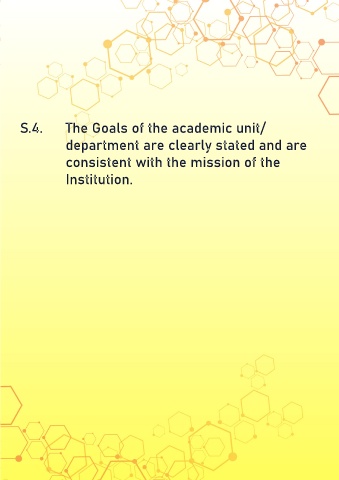 S.4. The Goals of the academic unit/
department are clearly stated and are
consistent with the mission of the
Institution.